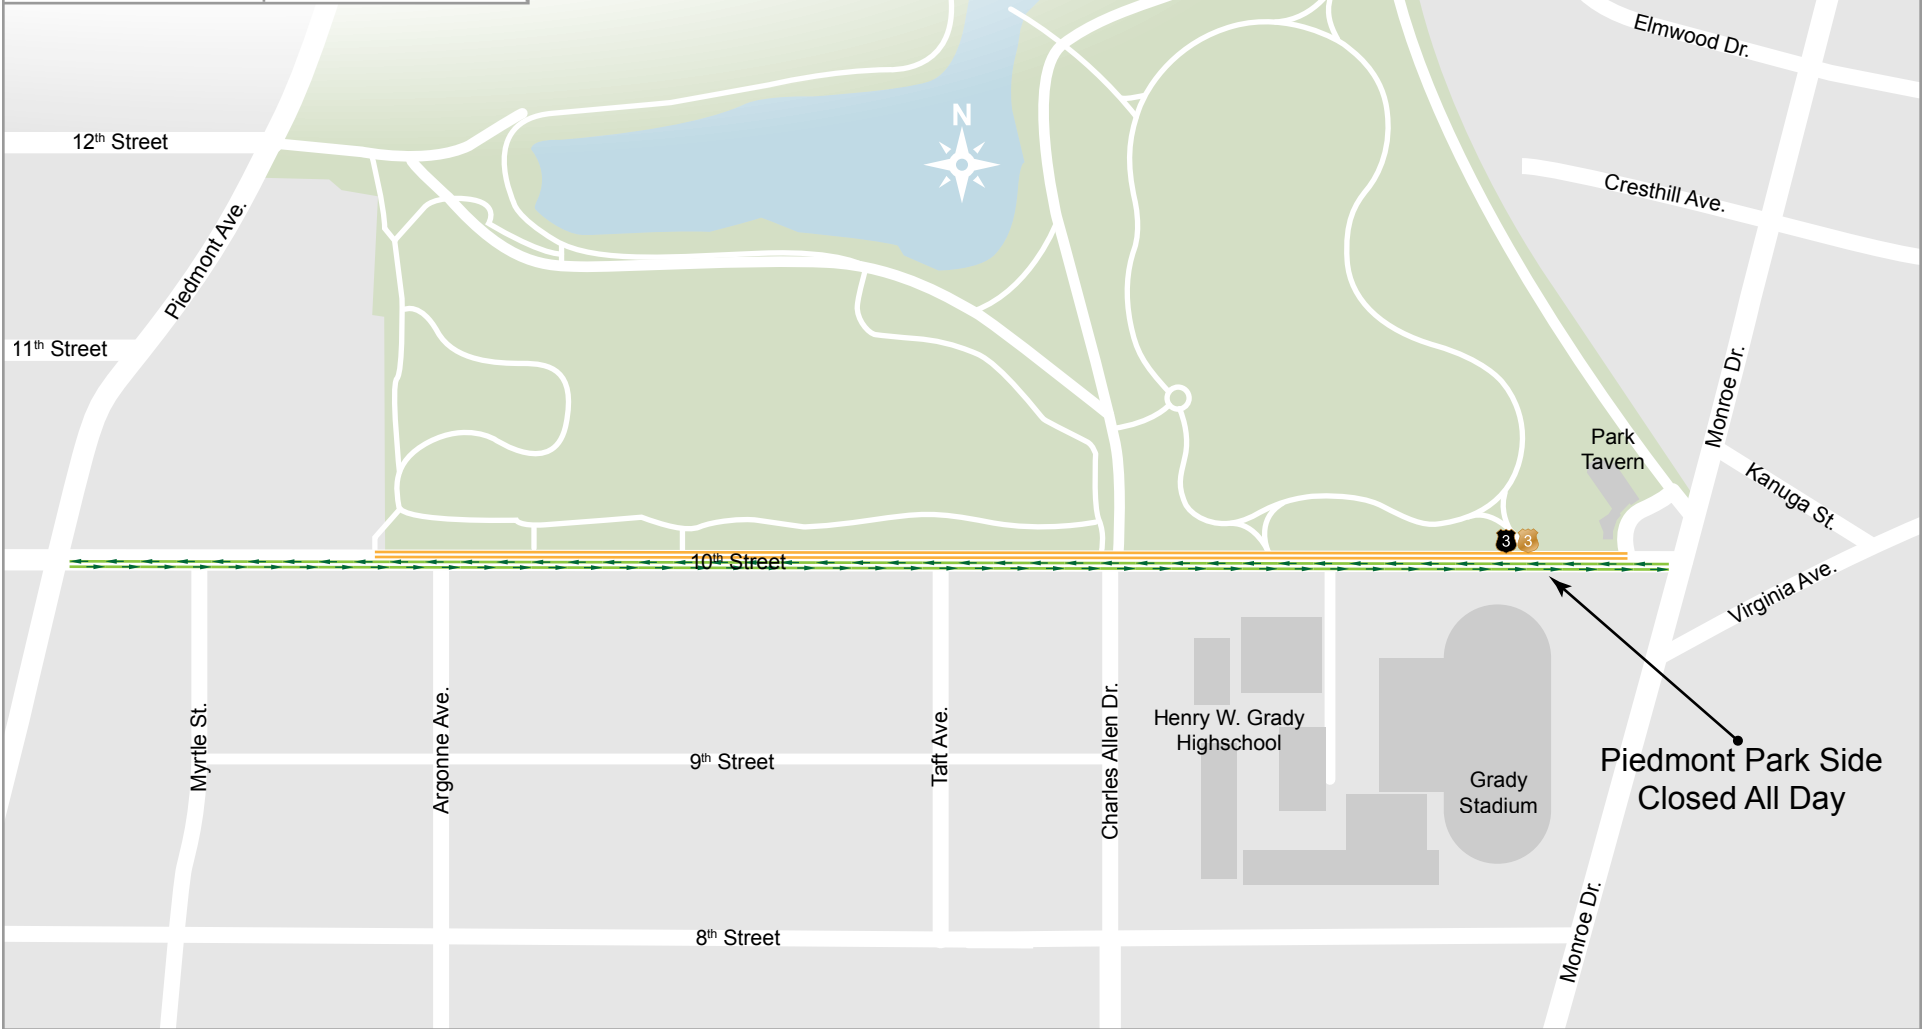 Elmwood Dr.
N
12th Street
Cresthill Ave.
Piedmont Ave.
11th Street
Monroe Dr.
Park
Tavern
Kanuga St.
3 3
10th Street
Virginia Ave.
Myrtle St.
Argonne Ave.
Taft Ave.
Charles Allen Dr.
Henry W. Grady
Highschool
9th Street
Piedmont Park Side
Closed All Day
Grady
Stadium
8th Street
Monroe Dr.